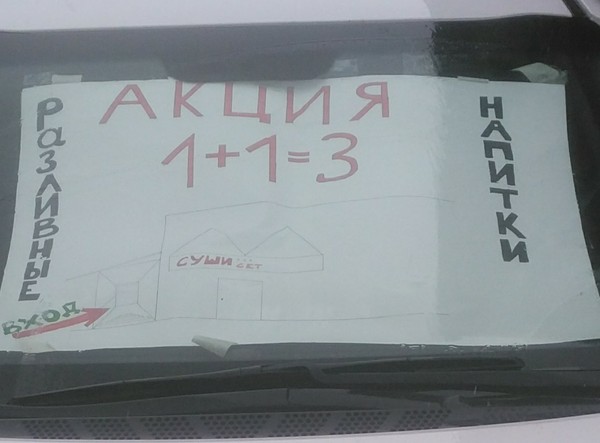 АКЦИЯ
1+1=3
Разливные
НАПИТКИ
СУШИ СЕТ
ВХОД